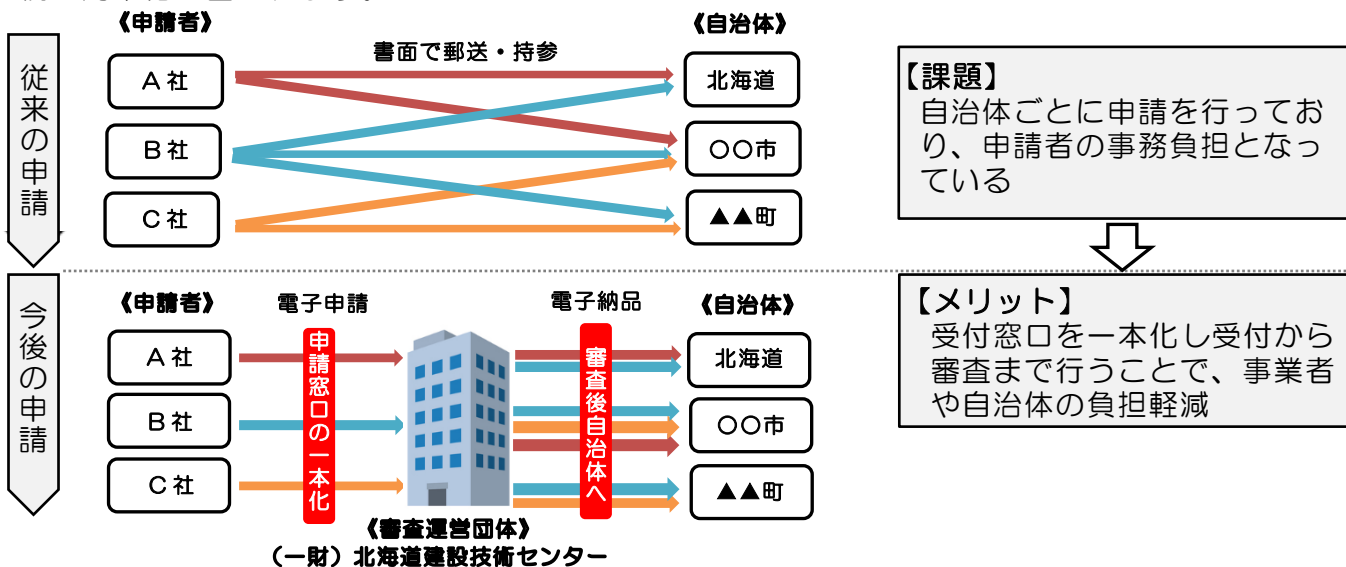 《申請者》
《自治体》
書面で郵送・持参
従来の申請
A社
B社
C社
北海道
〇〇市
▲▲町
【課題】
自治体ごとに申請を行ってお
り、申請者の事務負担となっ
ている
今後の申請
《申請者》
電子申請
電子納品
《自治体》
A社
B社
C社
申請窓口の一本化
審査後自治体へ
北海道
〇〇市
▲▲町
《審査運営団体》
(一財)北海道建設技術センター
【メリット】
受付窓口を一本化し受付から
審査まで行うことで、事業者
や自治体の負担軽減